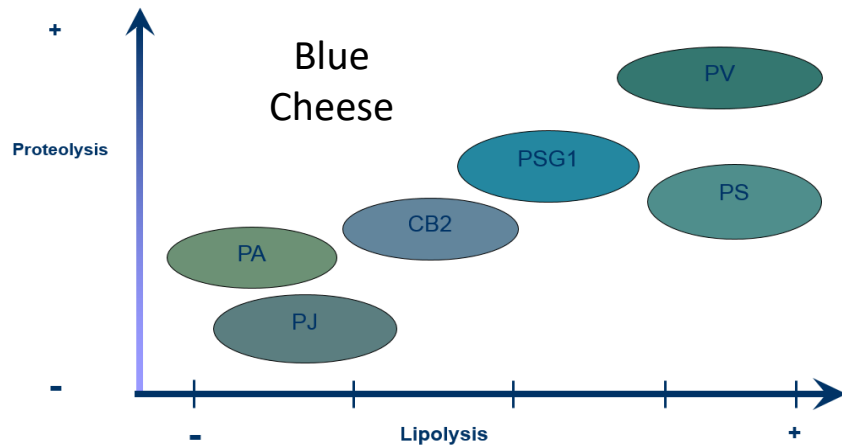 +
Blue
Cheese
PV
Proteolysis
PSG1
PS
CB2
PA
PJ
-
-
Lipolysis
+